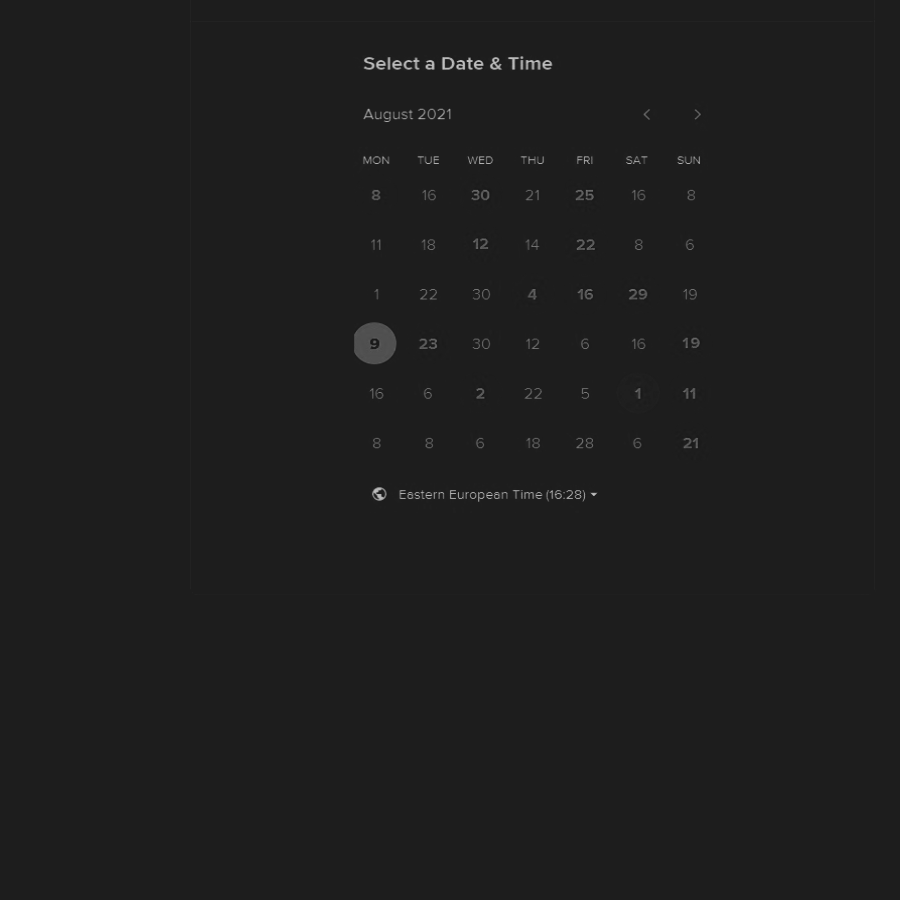 Select a Date & Time
August 2021
MON TUE WED THU FRI SAT SUN
8 16 30 21 25 16 8
11 18 12 14 22 8 6
1 22 30 4 16 29 19
9 23 30 12 6 16 19
16 6 2 22 5 1 11
8 8 6 18 28 6 21
Eastern European Time (16:28)